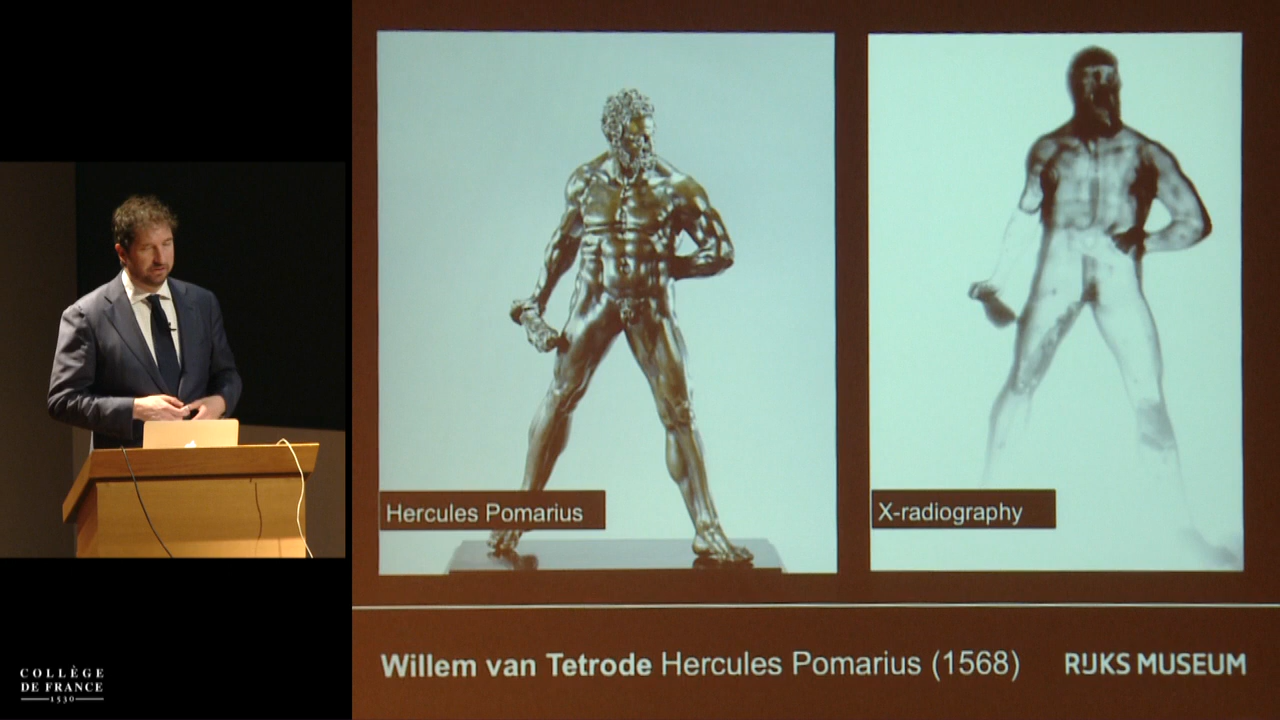 Hercules Pomarius
X-radiography
Willem van Tetrode Hercules Pomarius (1568)
RIJKS MUSEUM
COLLÈGE
DE FRANCE
1530